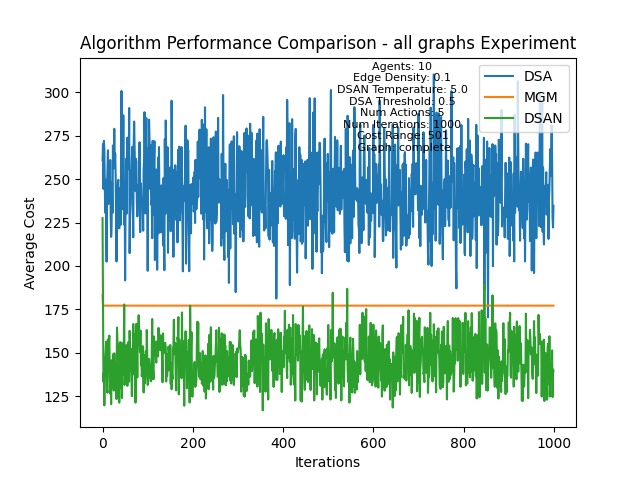 Algorithm Performance Comparison - all graphs Experiment
Agents: 10
Edge Density: 0.1
DSAN Temperature: 5.0
DSA Threshold: 0.5
Num Actions: 5
Num Iterations: 1000
Cost Range: 501
Graph: complete
DSA
MGM
DSAN
Average Cost
300
275
250
225
200
175
150
125
0
200
400
600
800
1000
Iterations